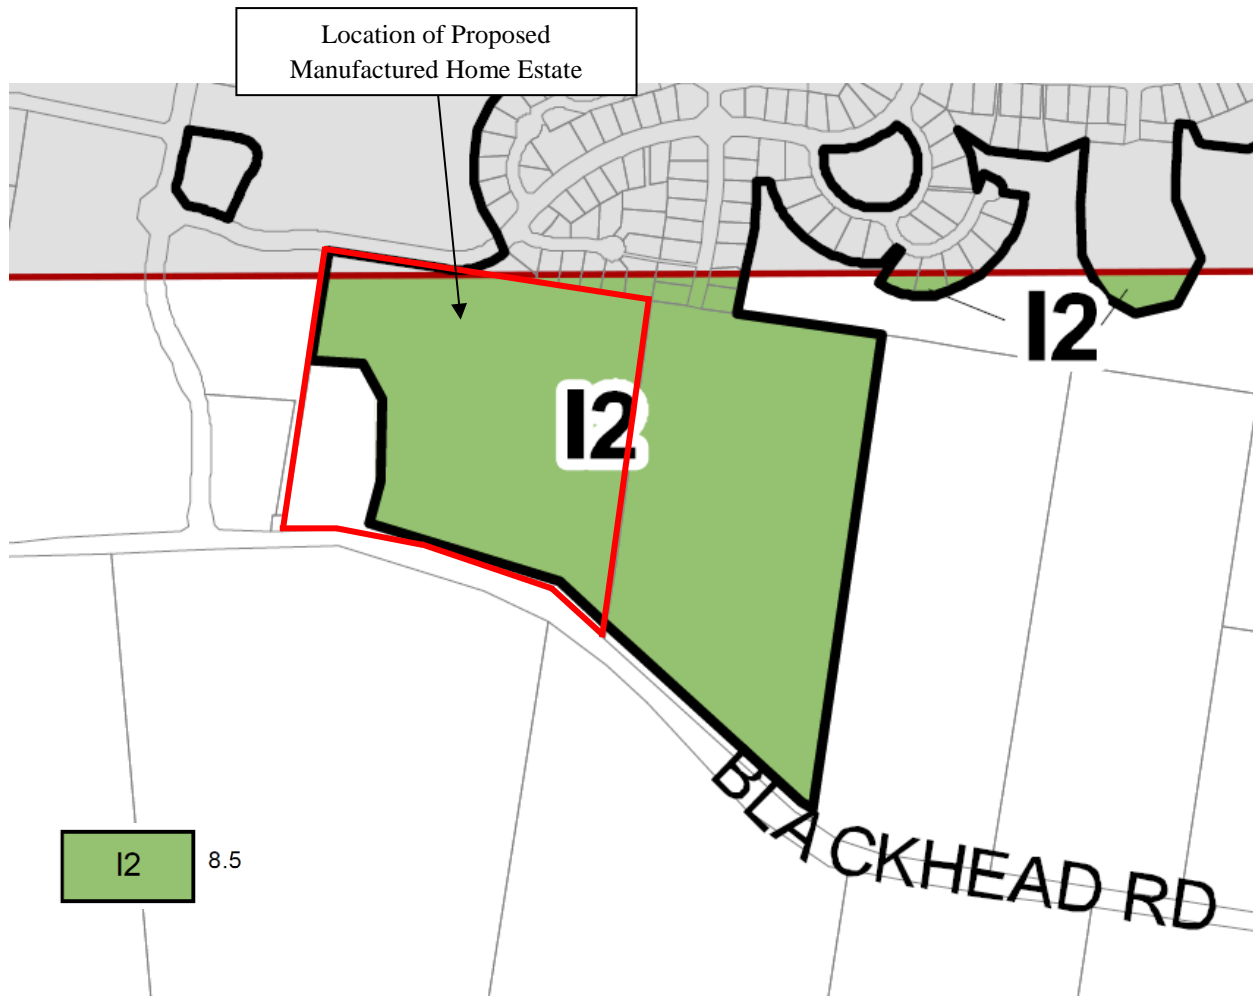 Location of Proposed
Manufactured Home Estate
I2
I2
BLACKHEAD RD
I2 8.5